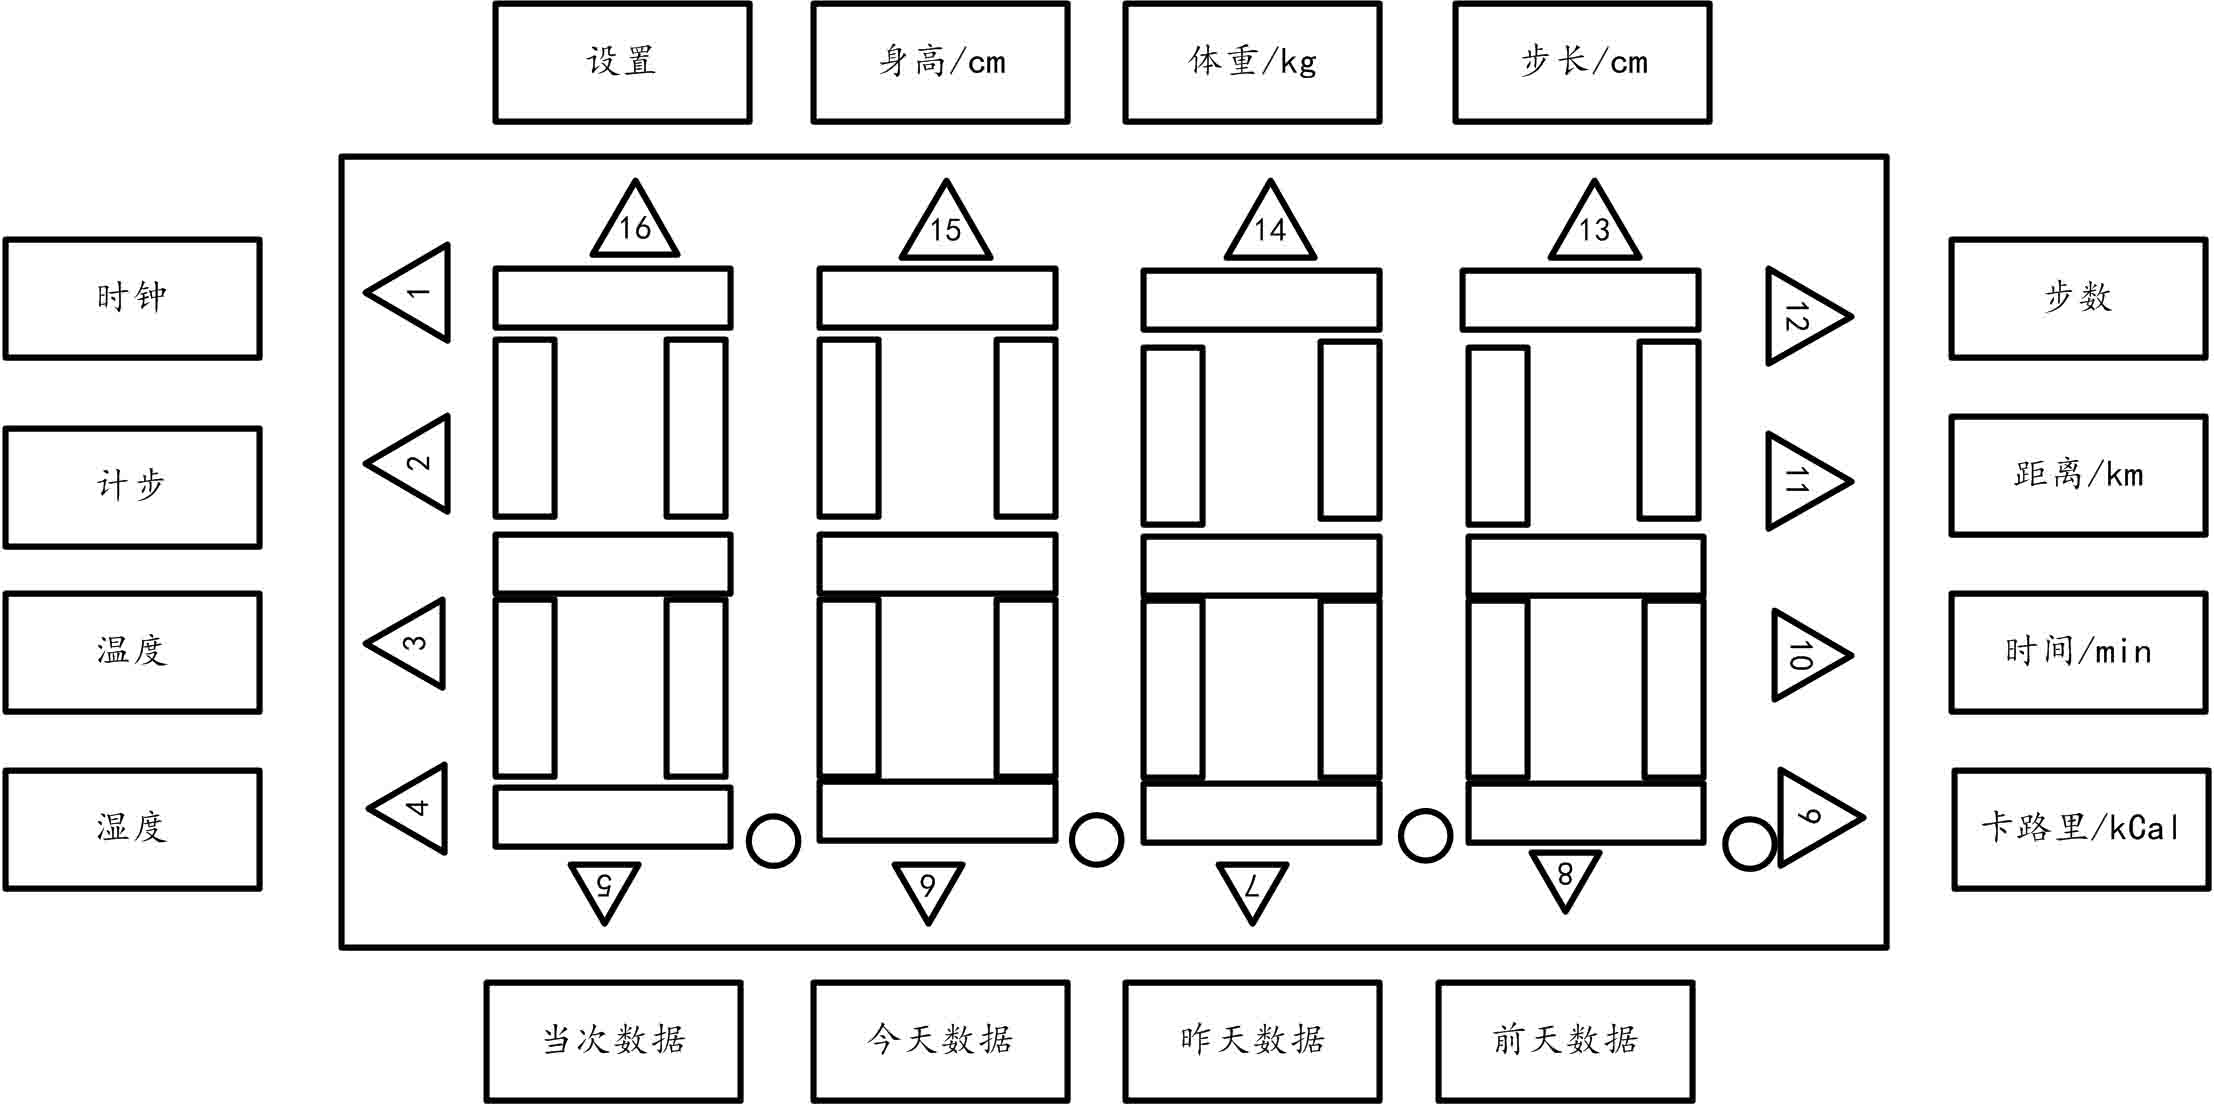 设置
身高/cm
体重/kg
步长/cm
16
15
14
13
时钟
1
12
步数
计步
2
11
距离/km
温度
3
10
时间/min
湿度
4
9
卡路里/kCal
5
6
7
8
当次数据
今天数据
昨天数据
前天数据